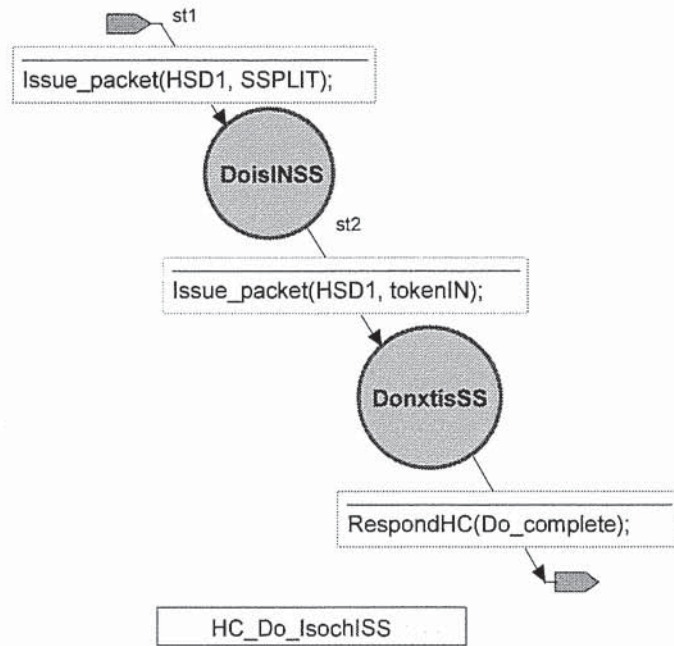 st1
Issue_packet(HSD1, SSPLIT);
DoisINSS
st2
Issue_packet(HSD1, tokenIN);
DonxtisSS
RespondHC(Do_complete);
HC_Do_IsochISS